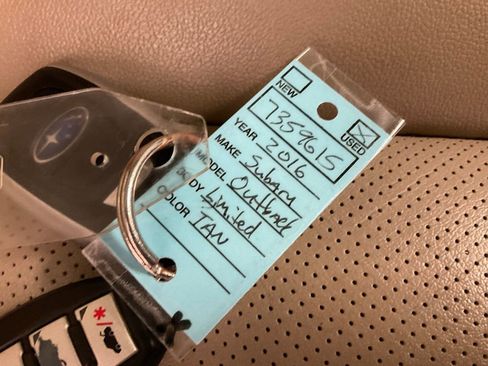 NEW
USED
7359615
YEAR 2016
MAKE Subaru
MODEL Outback
BODY Limited
COLOR TAN